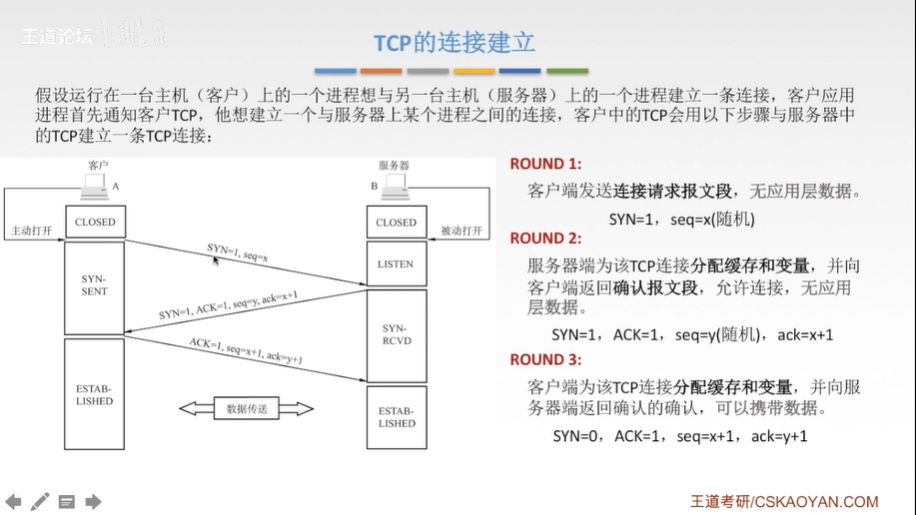 王道论坛
TCP的连接建立
假设运行在一台主机（客户）上的一个进程想与另一台主机（服务器）上的一个进程建立一条连接，客户应用
进程首先通知客户TCP，他想建立一个与服务器上某个进程之间的连接，客户中的TCP会用以下步骤与服务器中
的TCP建立一条TCP连接：
客户
服务器
A
B
CLOSED
CLOSED
主动打开
被动打开
SYN=1, seq=x
LISTEN
SYN-
SENT
SYN=1, ACK=1, seq=y, ack=x+1
SYN-
RCVD
ACK=1, seq=x+1, ack=y+1
ESTAB-
LISHED
数据传送
ESTAB-
LISHED
ROUND 1:
客户端发送连接请求报文段，无应用层数据。
SYN=1，seq=x(随机)
ROUND 2:
服务器端为该TCP连接分配缓存和变量，并向
客户端返回确认报文段，允许连接，无应用
层数据。
SYN=1，ACK=1，seq=y(随机)，ack=x+1
ROUND 3:
客户端为该TCP连接分配缓存和变量，并向服
务器端返回确认的确认，可以携带数据。
SYN=0，ACK=1，seq=x+1，ack=y+1
王道考研/CSKAOYAN.COM